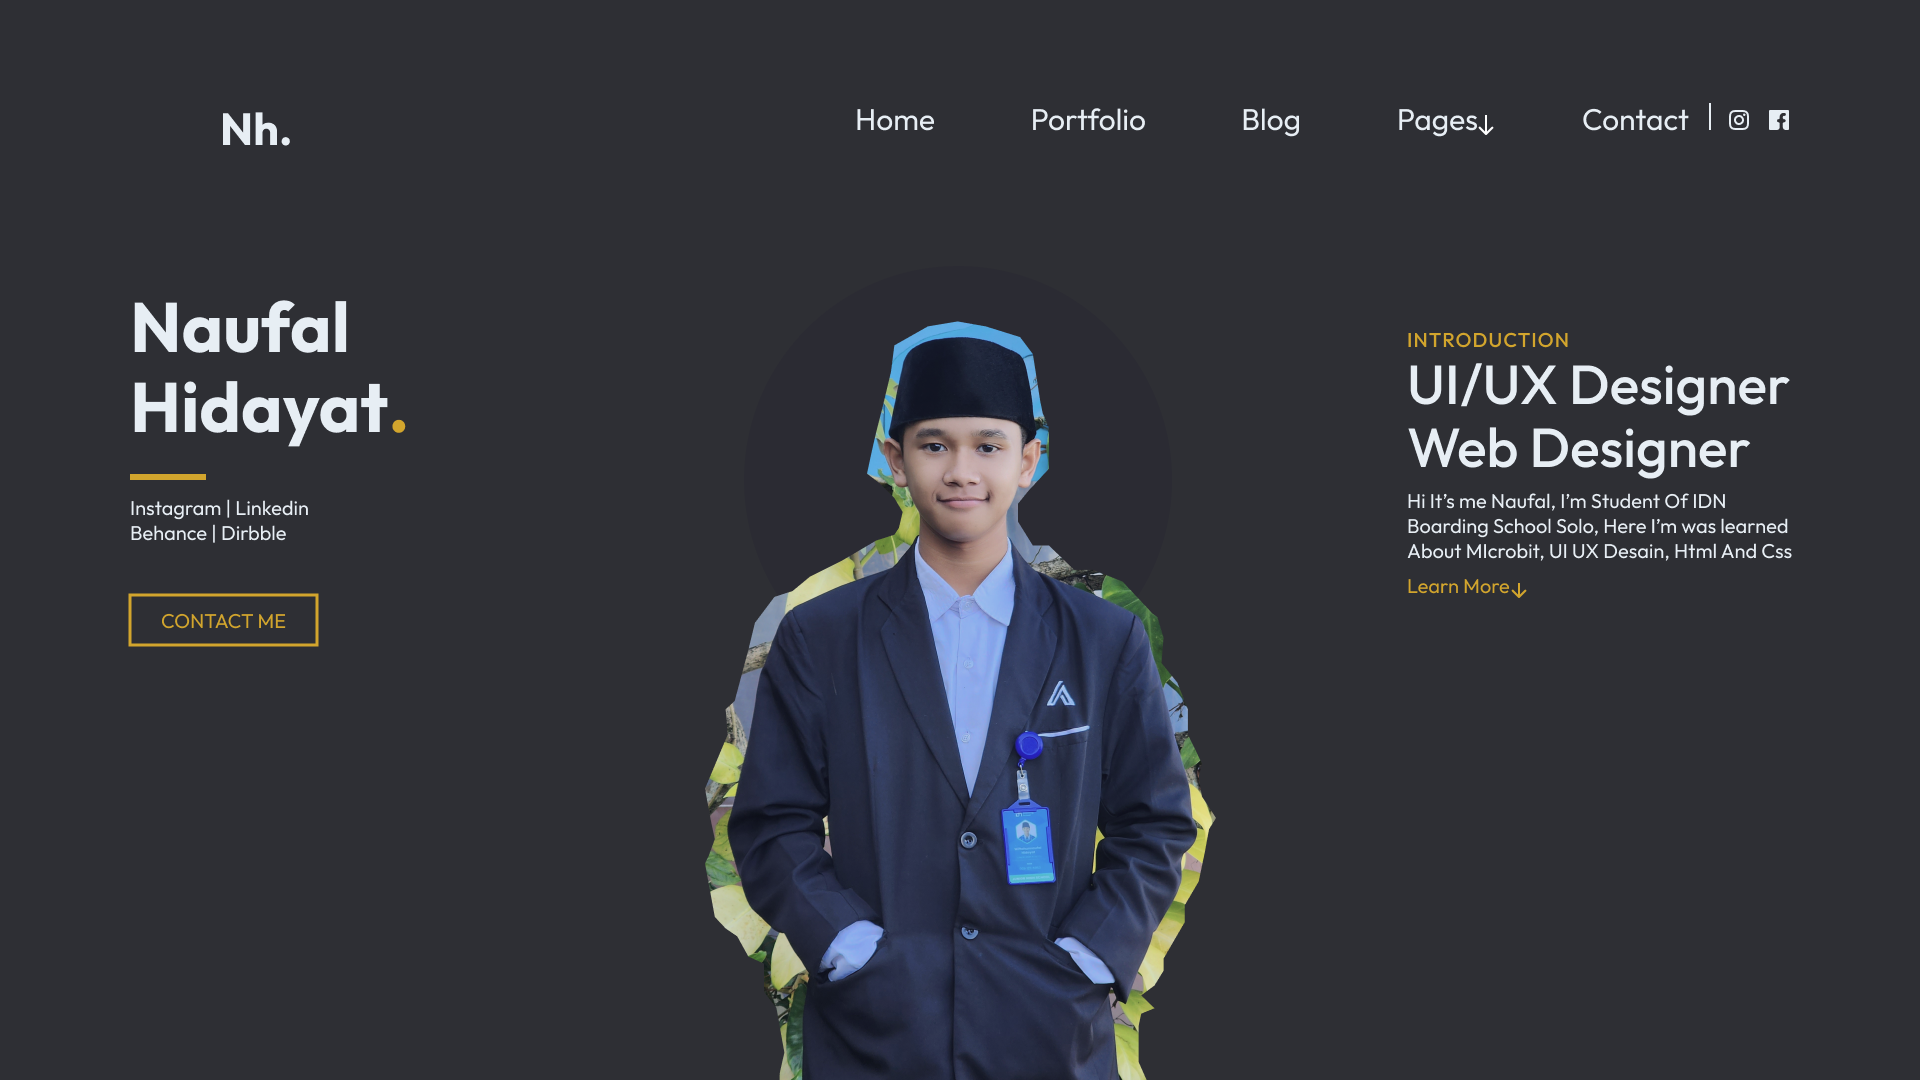 Nh.
Home Portfolio Blog Pages↓ Contact |
Naufal
Hidayat.
Instagram | Linkedin
Behance | Dirbble
CONTACT ME
INTRODUCTION
UI/UX Designer
Web Designer
Hi It’s me Naufal, I’m Student Of IDN
Boarding School Solo, Here I’m was learned
About MIcrobit, UI UX Desain, Html And Css
Learn More↓